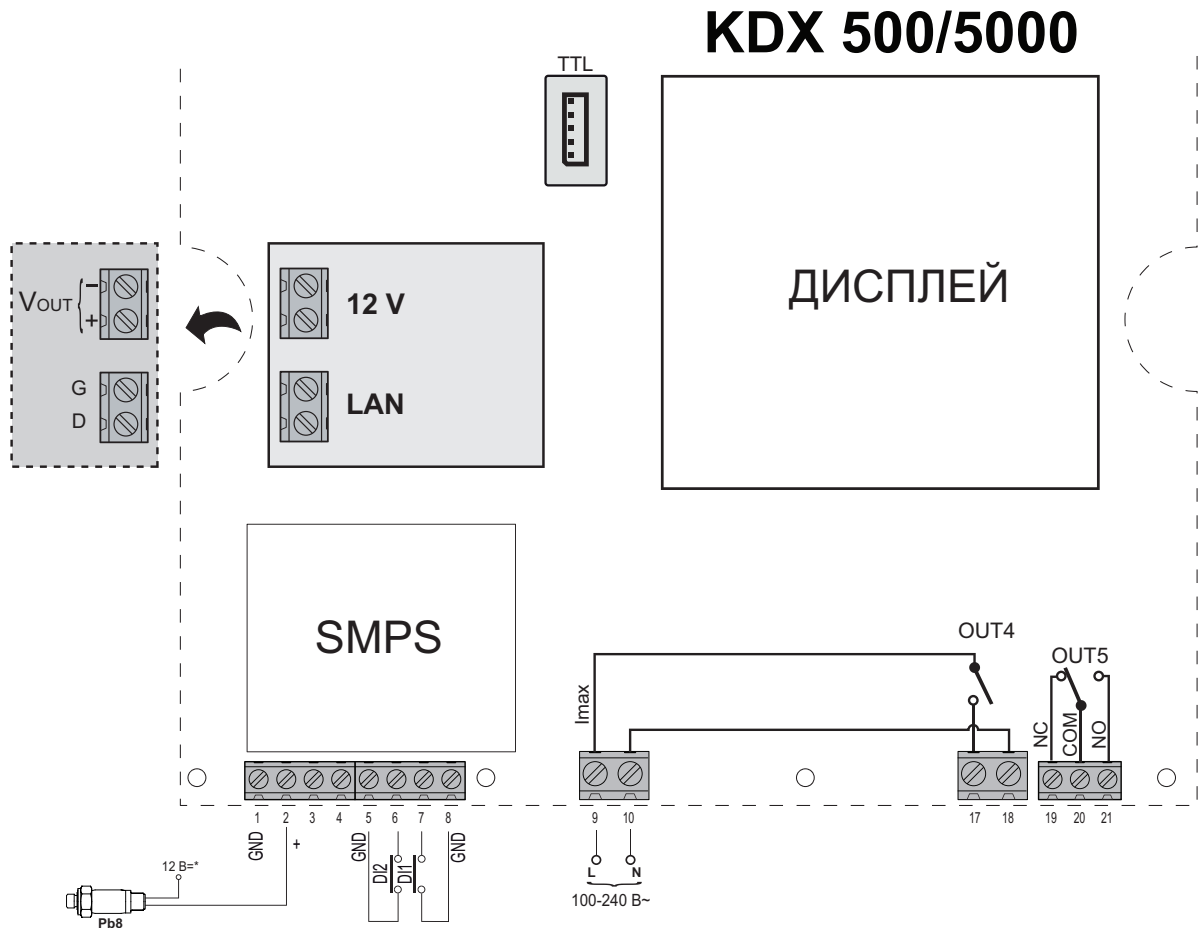 KDX 500/5000
TTL
ДИСПЛЕЙ
VOUT
−
+
G
D
12 V
LAN
SMPS
OUT4
OUT5
Imax
NC
COM
NO
1 2 3 4 5 6 7 8 9 10 17 18 19 20 21
GND
+
GND
DI2
DI1
GND
L N
100-240 В~
12 В=*
Pb8